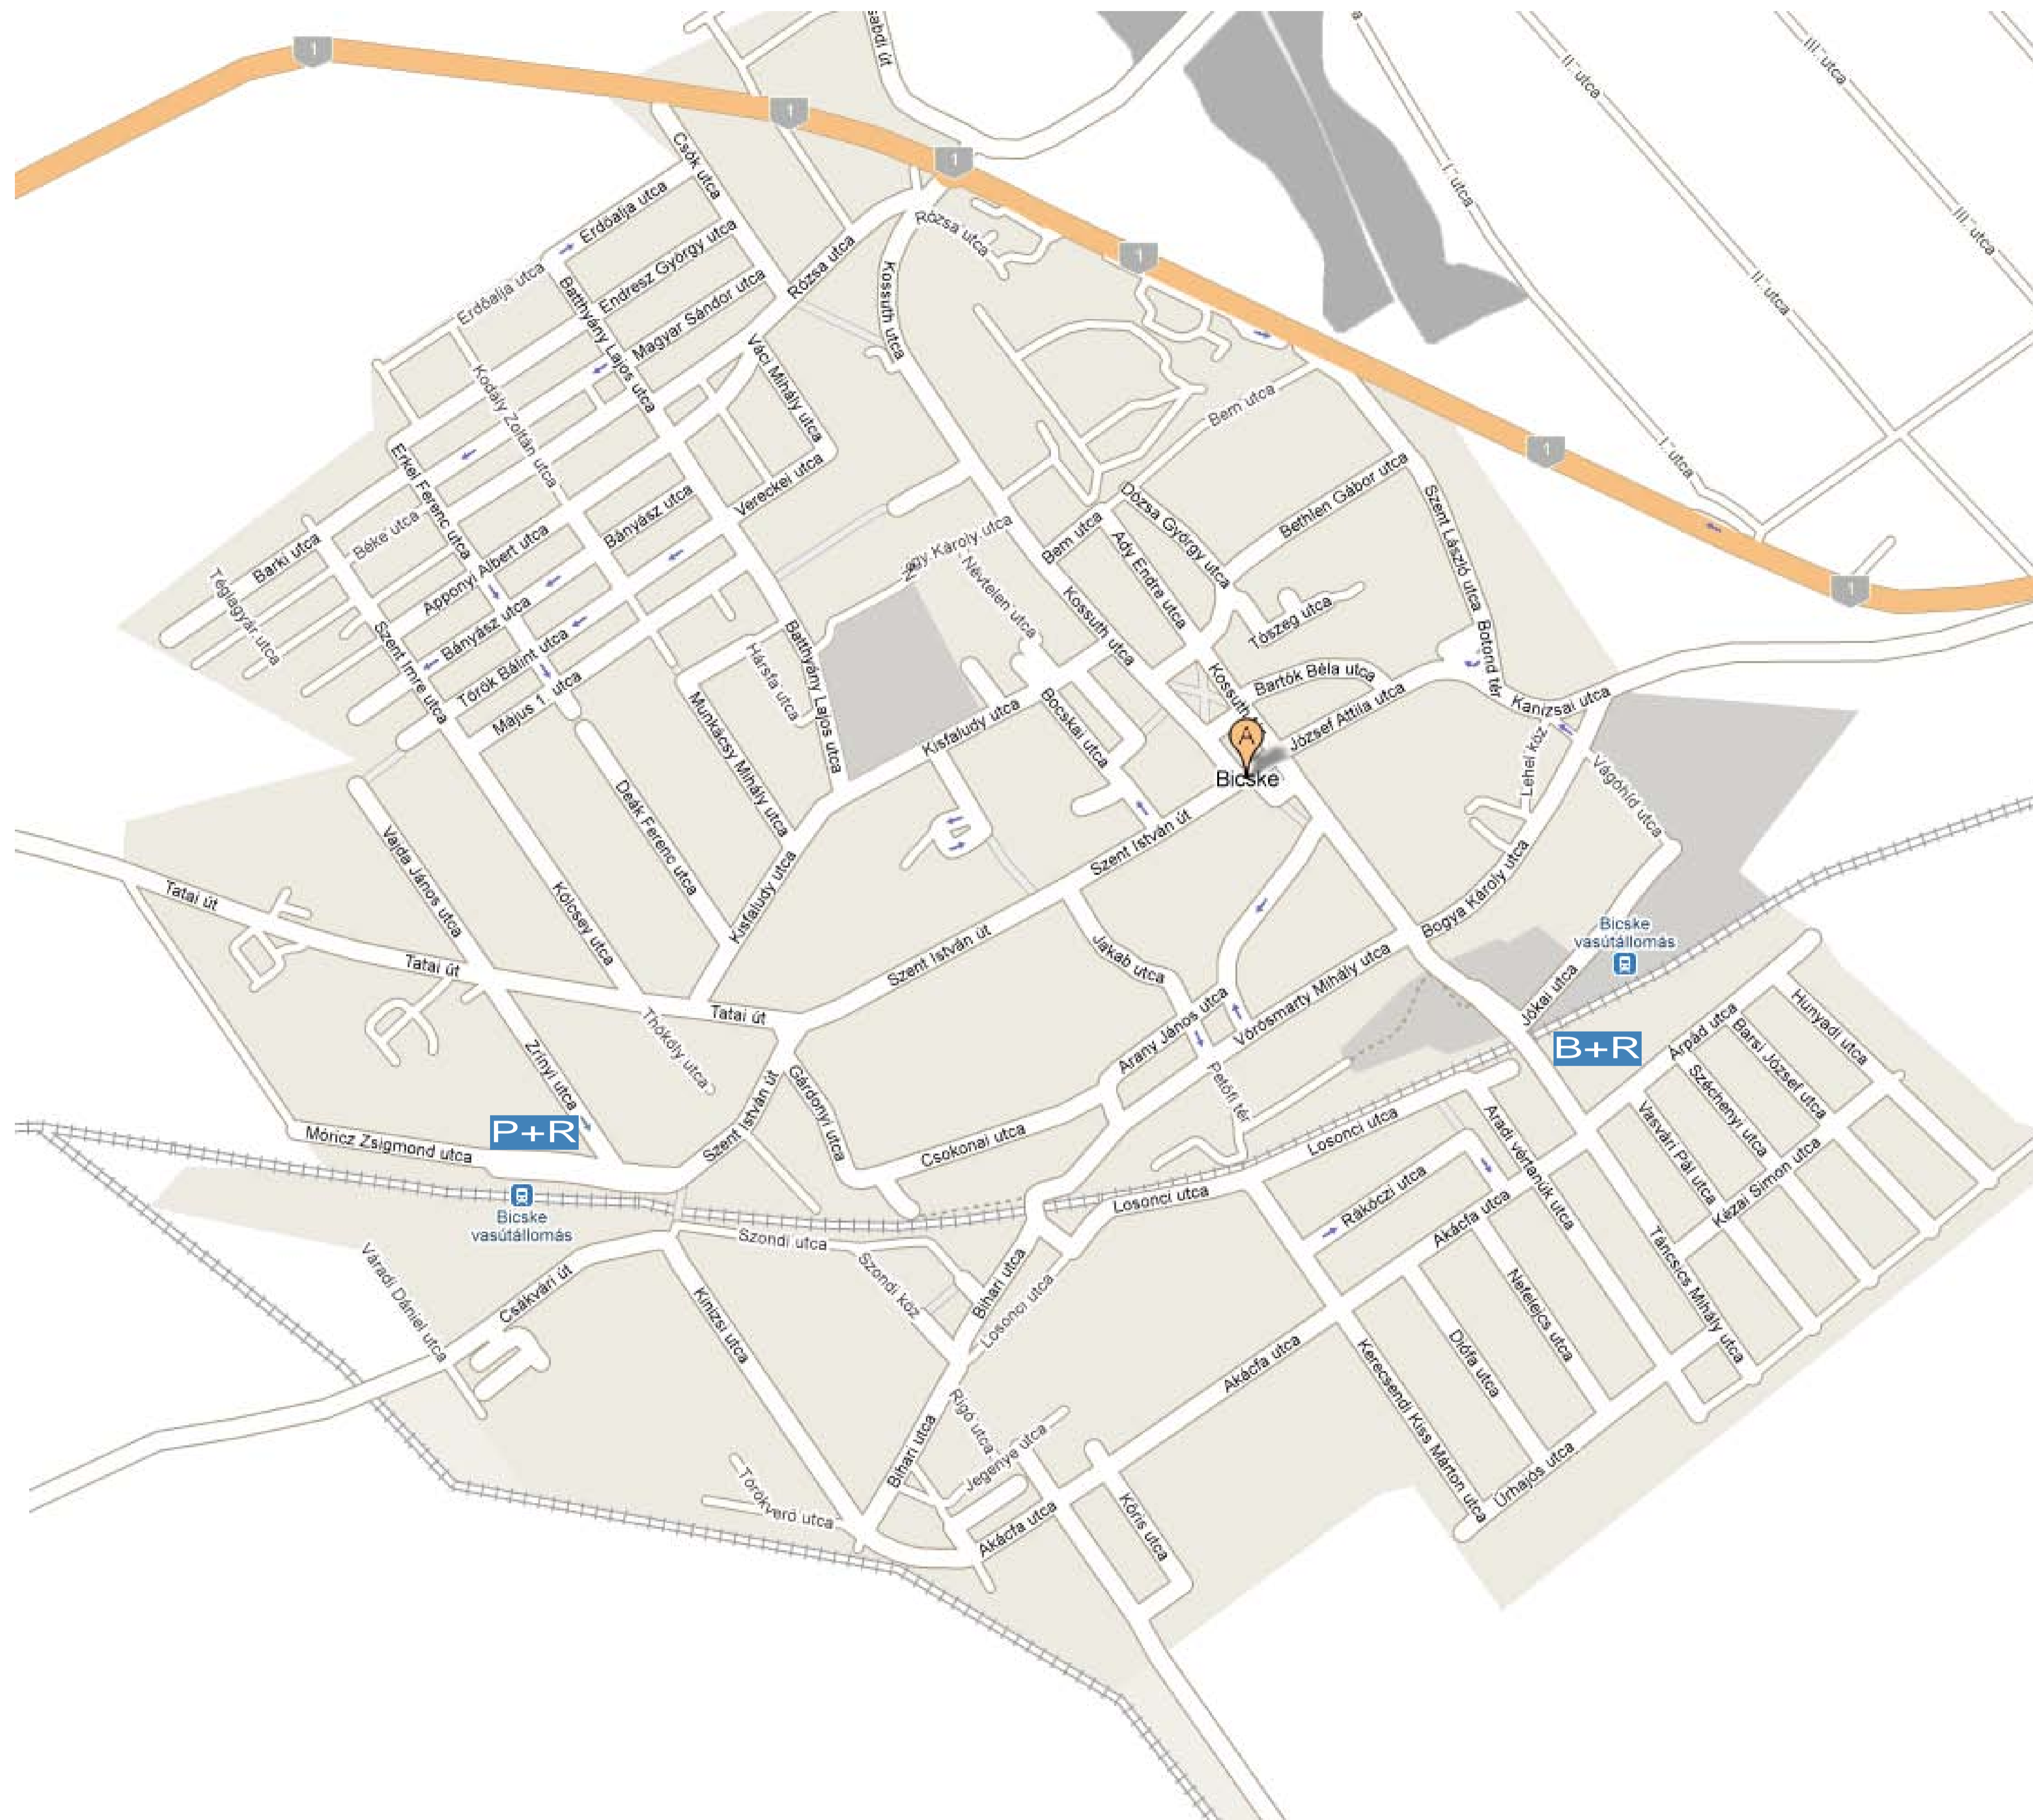 1
1
1
1
1
1
1
sabdi út
II. utca
III. utca
I. utca
III. utca
II. utca
I. utca
Csók utca
Erdőalja utca
Rózsa utca
Endresz György utca
Rózsa utca
Erdőalja utca
Batthyány Lajos utca
Magyar Sándor utca
Kossuth utca
Váci Mihály utca
Kodály Zoltán utca
Bem utca
Erkel Ferenc utca
Vereckei utca
Bányász utca
Dózsa György utca
Bethlen Gábor utca
Szent László utca
Béke utca
Barki utca
Apponyi Albert utca
Bem utca
Ady Endre utca
gy Károly utca
Névtelen utca
Téglagyár utca
Bányász utca
Kossuth utca
Tószeg utca
Szent Imre utca
Török Bálint utca
Május 1. utca
Hársfa utca
Batthyány Lajos utca
Botond tér
Bartók Béla utca
Kossuth
Munkácsy Mihály utca
Kisfaludy utca
Bocskai utca
József Attila utca
Kanizsai utca
A
Bicske
Lehel köz
Vágóhíd utca
Deák Ferenc utca
Vajda János utca
Szent István út
Kisfaludy utca
Kölcsey utca
Bogya Károly utca
Tatai út
Bicske
vasútállomás
Tatai út
Szent István út
Jakab utca
Vörösmarty Mihály utca
Jókai utca
Tatai út
Thököly utca
Arany János utca
Hunyadi utca
Árpád utca
Barsi József utca
B+R
Zrínyi utca
Gárdonyi utca
Petőfi tér
Széchenyi utca
P+R
Szent István út
Móricz Zsigmond utca
Csokonai utca
Losonci utca
Aradi vértanúk utca
Vasvári Pál utca
Kézai Simon utca
Bicske
vasútállomás
Losonci utca
Rákóczi utca
Akácfa utca
Szondi utca
Szondi köz
Váradi Dániel utca
Csákvári út
Kinizsi utca
Bihari utca
Losonci utca
Táncsics Mihály utca
Nefelejcs utca
Diófa utca
Akácfa utca
Kerecsendi Kiss Márton utca
Rigó utca
Bihari utca
Jegenye utca
Törökverő utca
Akácfa utca
Kőris utca
Űrhajós utca